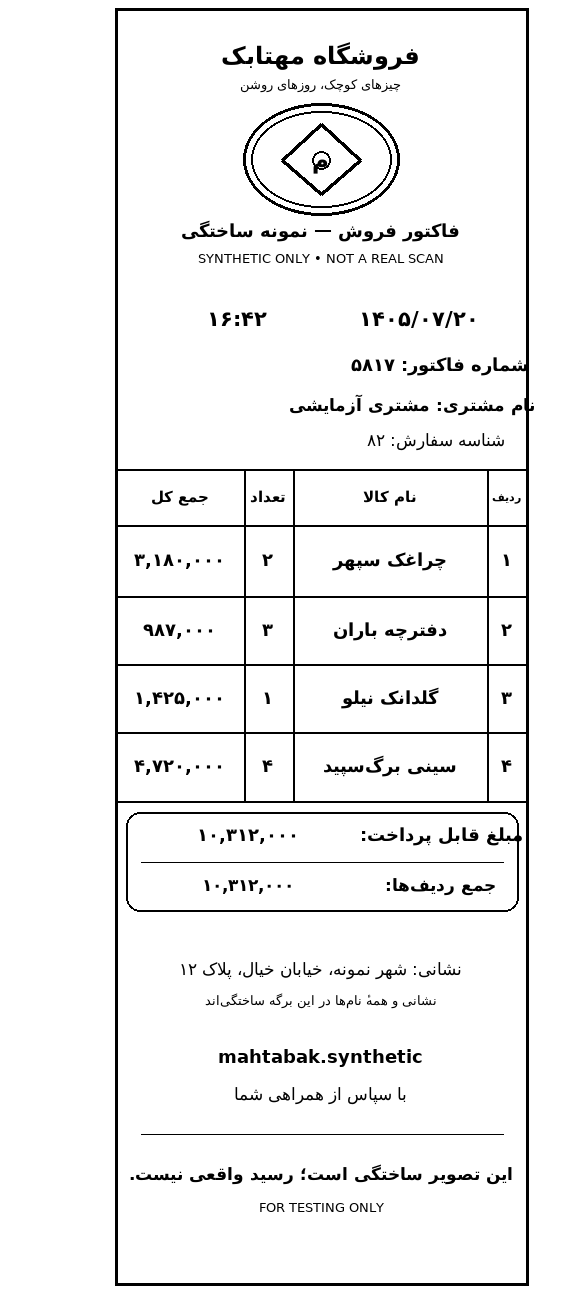 فروشگاه مهتابک
چیزهای کوچک، روزهای روشن
م
فاکتور فروش — نمونه ساختگی
SYNTHETIC ONLY • NOT A REAL SCAN
۱۴۰۵/۰۷/۲۰ ۱۶:۴۲
شماره فاکتور: ۵۸۱۷
نام مشتری: مشتری آزمایشی
شناسه سفارش: ۸۲
ردیف نام کالا تعداد جمع کل
۱ چراغک سپهر ۲ ۳,۱۸۰,۰۰۰
۲ دفترچه باران ۳ ۹۸۷,۰۰۰
۳ گلدانک نیلو ۱ ۱,۴۲۵,۰۰۰
۴ سینی برگ‌سپید ۴ ۴,۷۲۰,۰۰۰
مبلغ قابل پرداخت: ۱۰,۳۱۲,۰۰۰
جمع ردیف‌ها: ۱۰,۳۱۲,۰۰۰
نشانی: شهر نمونه، خیابان خیال، پلاک ۱۲
نشانی و همهٔ نام‌ها در این برگه ساختگی‌اند
mahtabak.synthetic
با سپاس از همراهی شما
این تصویر ساختگی است؛ رسید واقعی نیست.
FOR TESTING ONLY